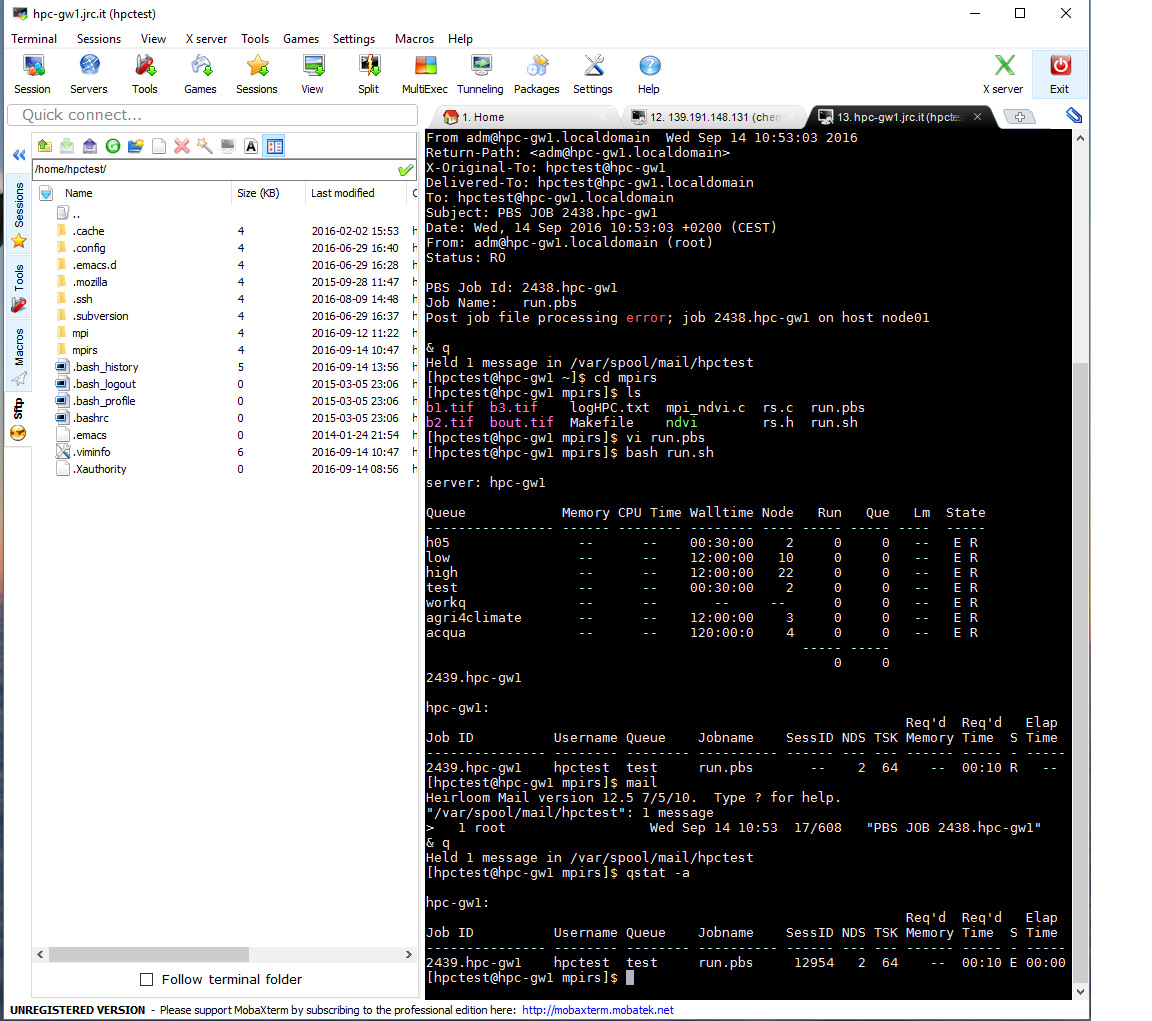 hpc-gw1.jrc.it (hpctest)
Terminal Sessions View X server Tools Games Settings Macros Help
Session Servers Tools Games Sessions View Split MultiExec Tunneling Packages Settings Help X server Exit
Quick connect...
1. Home 12. 139.191.148.131 (chem 13. hpc-gw1.jrc.it (hpctes
/home/hpctest/
Name Size (KB) Last modified
..
.cache 4 2016-02-02 15:53
.config 4 2016-06-29 16:40
.emacs.d 4 2016-06-29 16:28
.mozilla 4 2015-09-28 11:47
.ssh 4 2016-08-09 14:48
.subversion 4 2016-06-29 16:37
mpi 4 2016-09-12 11:22
mpirs 4 2016-09-14 10:47
.bash_history 5 2016-09-14 13:56
.bash_logout 0 2015-03-05 23:06
.bash_profile 0 2015-03-05 23:06
.bashrc 0 2015-03-05 23:06
.emacs 0 2014-01-24 21:54
.viminfo 6 2016-09-14 10:47
.Xauthority 0 2016-09-14 08:56
Sessions
Tools
Macros
Sftp
Follow terminal folder
From adm@hpc-gw1.localdomain  Wed Sep 14 10:53:03 2016
Return-Path: <adm@hpc-gw1.localdomain>
X-Original-To: hpctest@hpc-gw1
Delivered-To: hpctest@hpc-gw1.localdomain
To: hpctest@hpc-gw1.localdomain
Subject: PBS JOB 2438.hpc-gw1
Date: Wed, 14 Sep 2016 10:53:03 +0200 (CEST)
From: adm@hpc-gw1.localdomain (root)
Status: RO
PBS Job Id: 2438.hpc-gw1
Job Name:   run.pbs
Post job file processing error; job 2438.hpc-gw1 on host node01
& q
Held 1 message in /var/spool/mail/hpctest
[hpctest@hpc-gw1 ~]$ cd mpirs
[hpctest@hpc-gw1 mpirs]$ ls
b1.tif  b3.tif    logHPC.txt  mpi_ndvi.c  rs.c  run.pbs
b2.tif  bout.tif  Makefile    ndvi        rs.h  run.sh
[hpctest@hpc-gw1 mpirs]$ vi run.pbs
[hpctest@hpc-gw1 mpirs]$ bash run.sh
server: hpc-gw1
Queue            Memory CPU Time Walltime Node   Run   Que   Lm  State
---------------- ------ -------- -------- ---- ----- ----- ----  -----
h05                --      --    00:30:00    2     0     0   --   E R
low                --      --    12:00:00   10     0     0   --   E R
high               --      --    12:00:00   22     0     0   --   E R
test               --      --    00:30:00    2     0     0   --   E R
workq              --      --       --     --      0     0   --   E R
agri4climate       --      --    12:00:00    3     0     0   --   E R
acqua              --      --    120:00:0    4     0     0   --   E R
----- -----
0     0
2439.hpc-gw1
hpc-gw1:
Req'd  Req'd   Elap
Job ID          Username Queue    Jobname    SessID NDS TSK Memory Time  S Time
--------------- -------- -------- ---------- ------ --- --- ------ ----- - -----
2439.hpc-gw1    hpctest  test     run.pbs       --    2  64    --  00:10 R   --
[hpctest@hpc-gw1 mpirs]$ mail
Heirloom Mail version 12.5 7/5/10.  Type ? for help.
"/var/spool/mail/hpctest": 1 message
>   1 root                  Wed Sep 14 10:53  17/608   "PBS JOB 2438.hpc-gw1"
& q
Held 1 message in /var/spool/mail/hpctest
[hpctest@hpc-gw1 mpirs]$ qstat -a
hpc-gw1:
Req'd  Req'd   Elap
Job ID          Username Queue    Jobname    SessID NDS TSK Memory Time  S Time
--------------- -------- -------- ---------- ------ --- --- ------ ----- - -----
2439.hpc-gw1    hpctest  test     run.pbs     12954   2  64    --  00:10 E 00:00
[hpctest@hpc-gw1 mpirs]$
UNREGISTERED VERSION - Please support MobaXterm by subscribing to the professional edition here: http://mobaxterm.mobatek.net